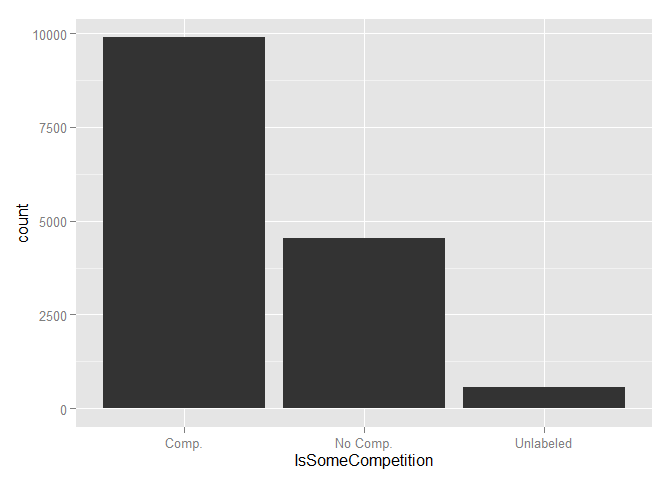 count
10000
7500
5000
2500
0
Comp.
No Comp.
Unlabeled
IsSomeCompetition